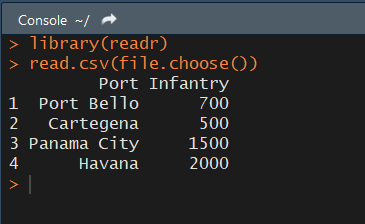 Console ~/
> library(readr)
> read.csv(file.choose())
Port Infantry
1 Port Bello 700
2 Cartegena 500
3 Panama City 1500
4 Havana 2000
>